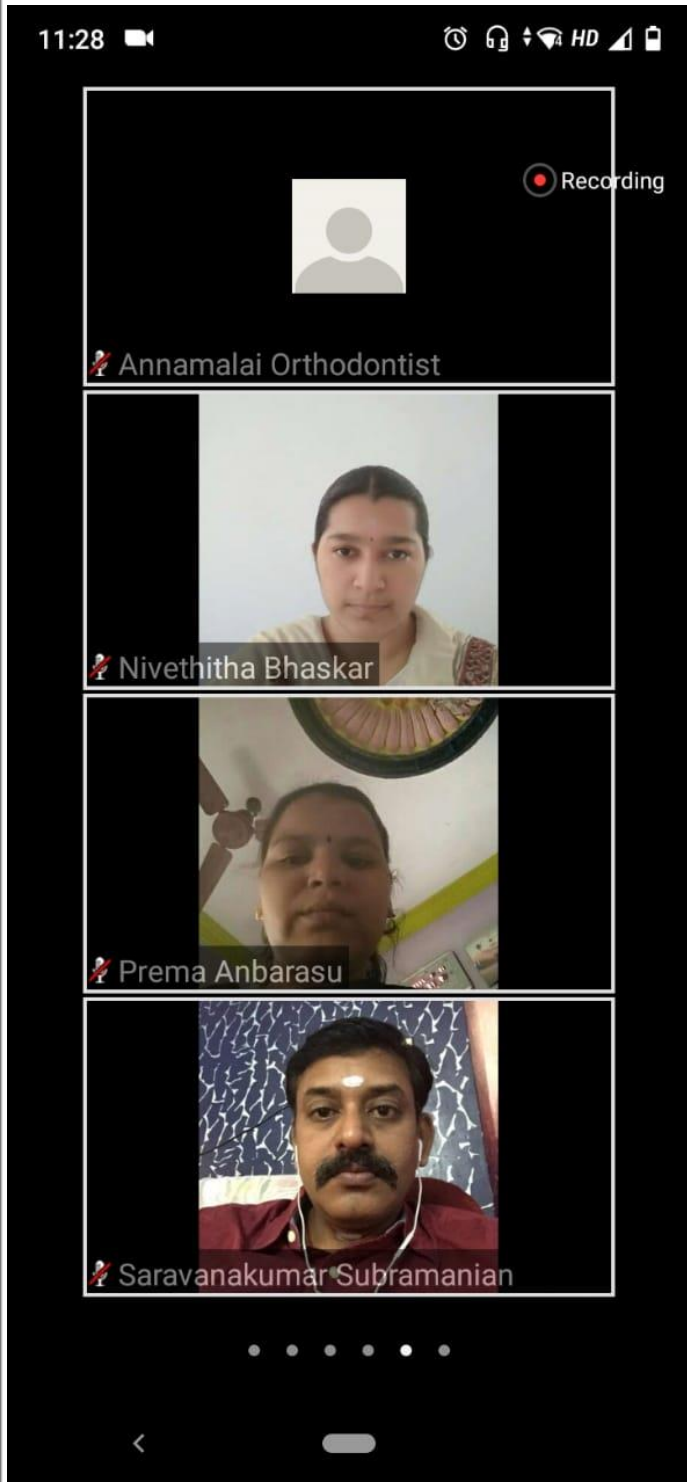 11:28 HD
Recording
Annamalai Orthodontist
Nivethitha Bhaskar
Prema Anbarasu
Saravanakumar Subramanian